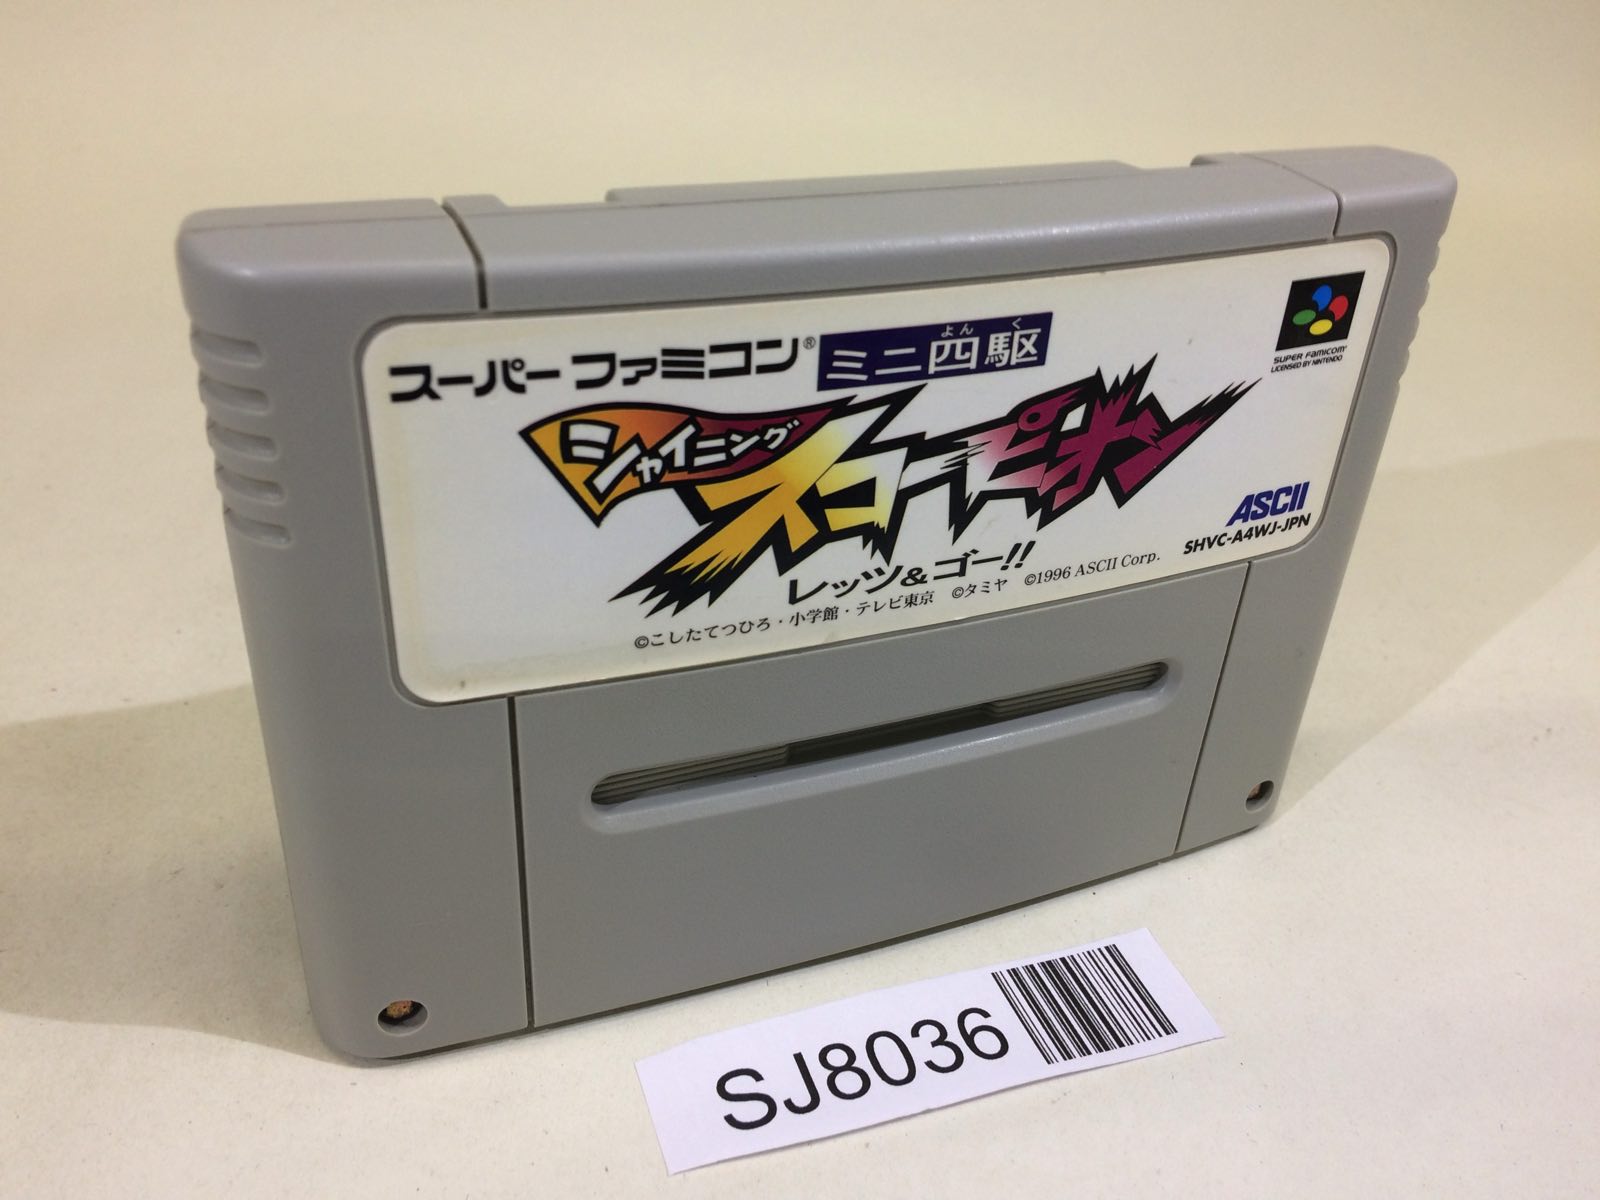 スーパーファミコン®
ミニ四駆
よんく
シャイニング
スコーピオン
レッツ&ゴー!!
SUPER FAMICOM
LICENSED BY NINTENDO
ASCII
SHVC-A4WJ-JPN
©こしたてつひろ・小学館・テレビ東京 ©タミヤ ©1996 ASCII Corp.
SJ8036